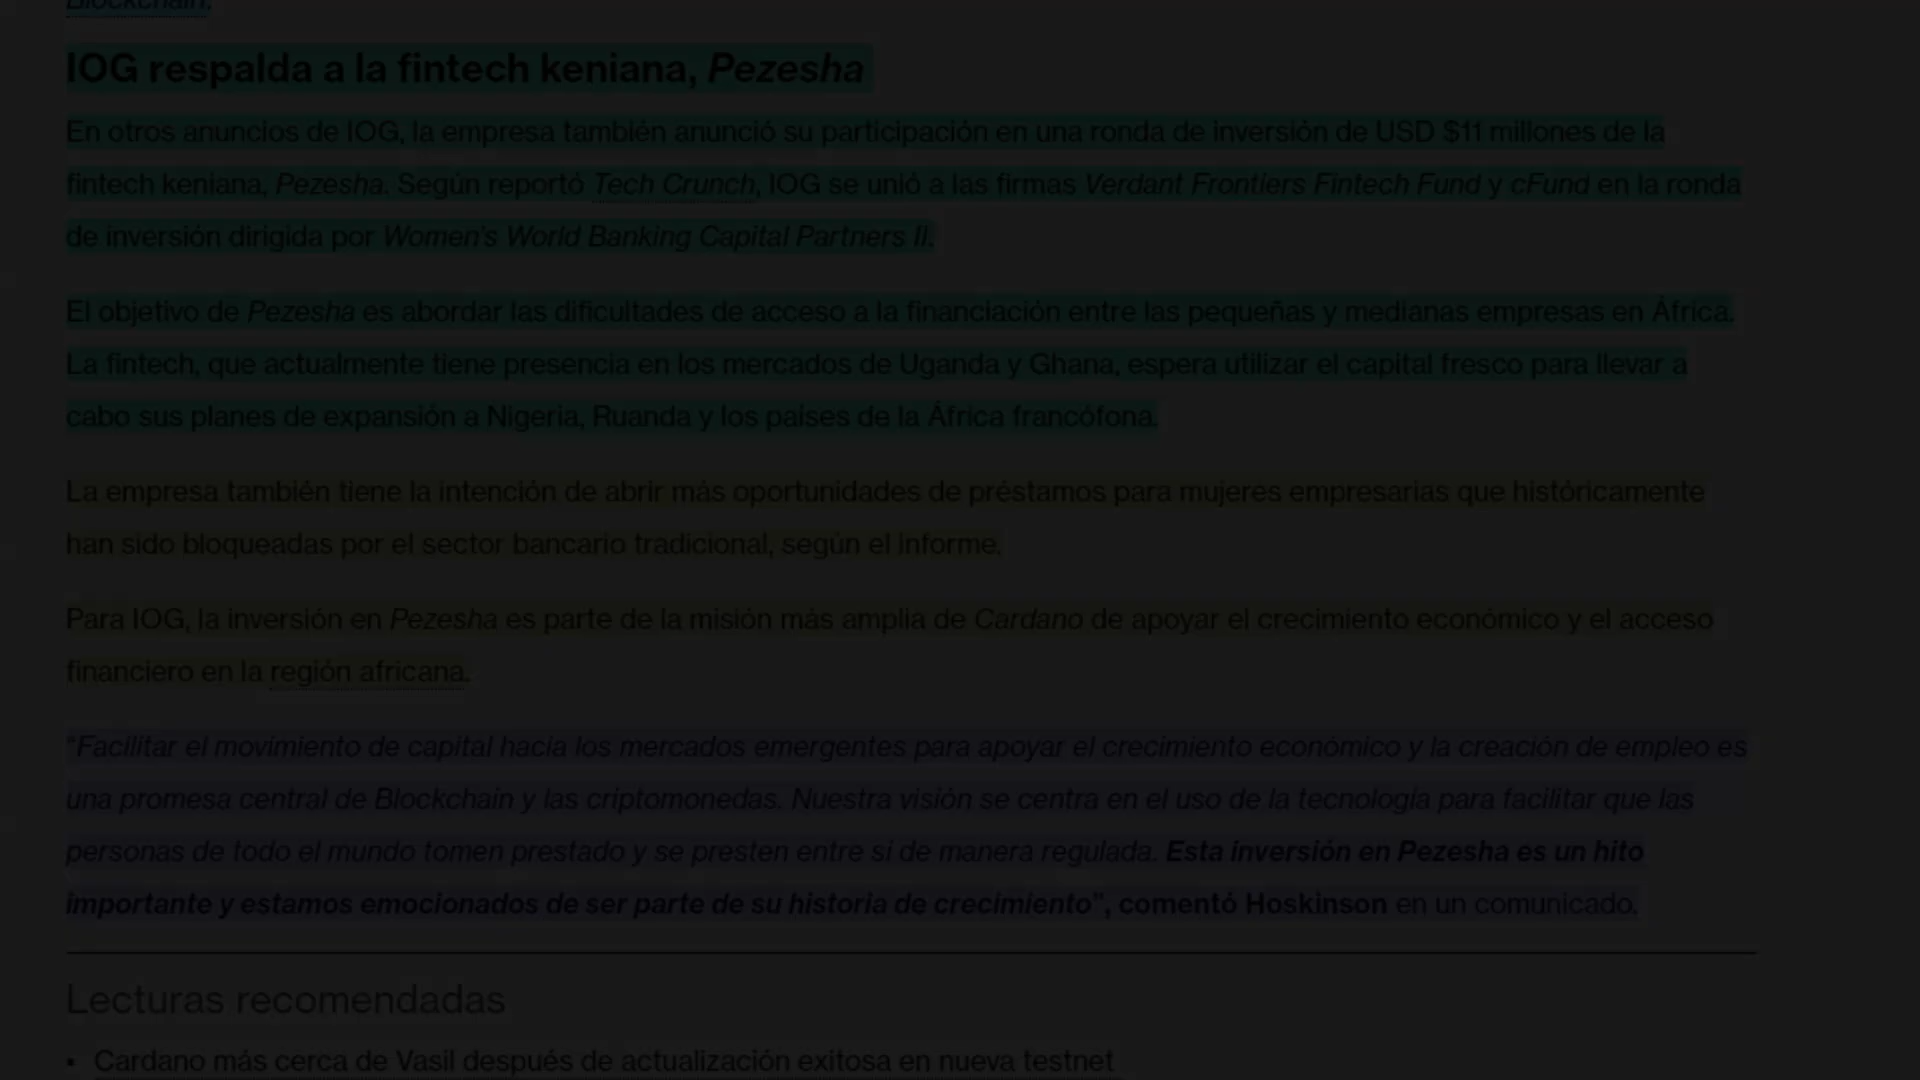 Blockchain.
IOG respalda a la fintech keniana, Pezesha
En otros anuncios de IOG, la empresa también anunció su participación en una ronda de inversión de USD $11 millones de la
fintech keniana, Pezesha. Según reportó Tech Crunch, IOG se unió a las firmas Verdant Frontiers Fintech Fund y cFund en la ronda
de inversión dirigida por Women's World Banking Capital Partners II.
El objetivo de Pezesha es abordar las dificultades de acceso a la financiación entre las pequeñas y medianas empresas en África.
La fintech, que actualmente tiene presencia en los mercados de Uganda y Ghana, espera utilizar el capital fresco para llevar a
cabo sus planes de expansión a Nigeria, Ruanda y los países de la África francófona.
La empresa también tiene la intención de abrir más oportunidades de préstamos para mujeres empresarias que históricamente
han sido bloqueadas por el sector bancario tradicional, según el informe.
Para IOG, la inversión en Pezesha es parte de la misión más amplia de Cardano de apoyar el crecimiento económico y el acceso
financiero en la región africana.
"Facilitar el movimiento de capital hacia los mercados emergentes para apoyar el crecimiento económico y la creación de empleo es
una promesa central de Blockchain y las criptomonedas. Nuestra visión se centra en el uso de la tecnología para facilitar que las
personas de todo el mundo tomen prestado y se presten entre sí de manera regulada. Esta inversión en Pezesha es un hito
importante y estamos emocionados de ser parte de su historia de crecimiento", comentó Hoskinson en un comunicado.
Lecturas recomendadas
• Cardano más cerca de Vasil después de actualización exitosa en nueva testnet